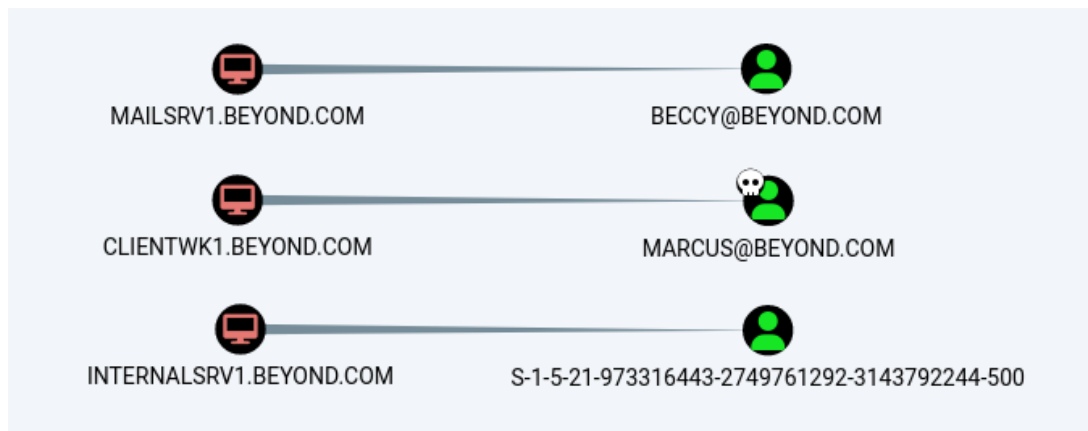 MAILSRV1.BEYOND.COM
BECCY@BEYOND.COM
CLIENTWK1.BEYOND.COM
MARCUS@BEYOND.COM
INTERNALSRV1.BEYOND.COM
S-1-5-21-973316443-2749761292-3143792244-500